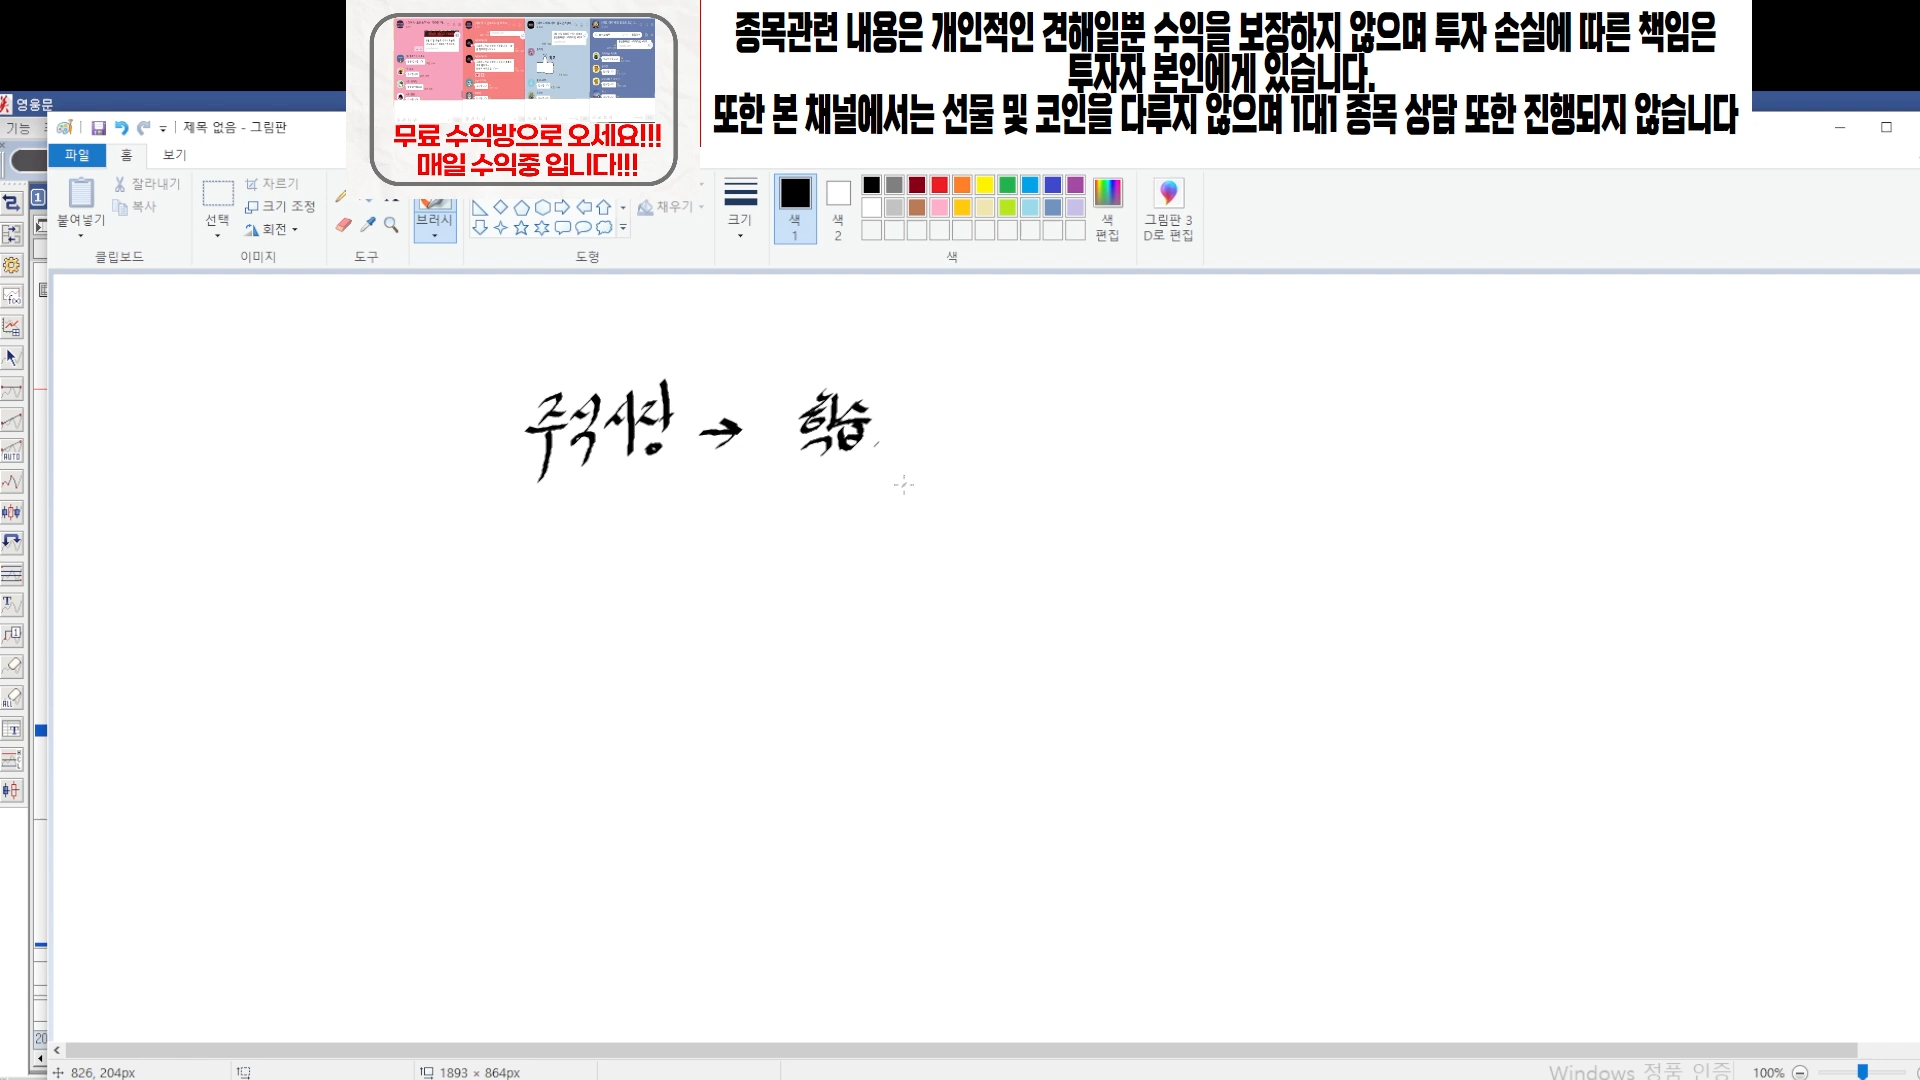 종목관련 내용은 개인적인 견해일뿐 수익을 보장하지 않으며 투자 손실에 따른 책임은
투자자 본인에게 있습니다.
또한 본 채널에서는 선물 및 코인을 다루지 않으며 1대1 종목 상담 또한 진행되지 않습니다
무료 수익방으로 오세요!!!
매일 수익중 입니다!!!
영웅문
기능
제목 없음 - 그림판
파일 홈 보기
붙여넣기
잘라내기
복사
클립보드
선택
자르기
크기 조정
회전
이미지
도구
브러시
채우기
도형
크기
색 1
색 2
색 편집
그림판 3D로 편집
색
1
AUTO
ALL
주식시장 → 학습
20
826, 204px
1893 × 864px
Windows 정품 인증
100%